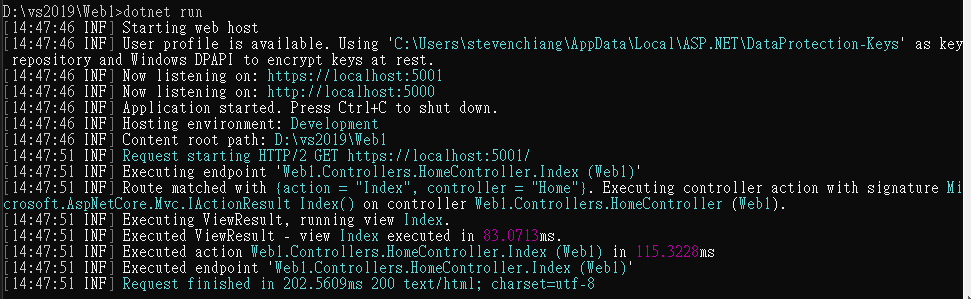 D:\vs2019\Web1>dotnet run
[14:47:46 INF] Starting web host
[14:47:46 INF] User profile is available. Using 'C:\Users\stevenchiang\AppData\Local\ASP.NET\DataProtection-Keys' as key
 repository and Windows DPAPI to encrypt keys at rest.
[14:47:46 INF] Now listening on: https://localhost:5001
[14:47:46 INF] Now listening on: http://localhost:5000
[14:47:46 INF] Application started. Press Ctrl+C to shut down.
[14:47:46 INF] Hosting environment: Development
[14:47:46 INF] Content root path: D:\vs2019\Web1
[14:47:51 INF] Request starting HTTP/2 GET https://localhost:5001/
[14:47:51 INF] Executing endpoint 'Web1.Controllers.HomeController.Index (Web1)'
[14:47:51 INF] Route matched with {action = "Index", controller = "Home"}. Executing controller action with signature Mi
crosoft.AspNetCore.Mvc.IActionResult Index() on controller Web1.Controllers.HomeController (Web1).
[14:47:51 INF] Executing ViewResult, running view Index.
[14:47:51 INF] Executed ViewResult - view Index executed in 83.0713ms.
[14:47:51 INF] Executed action Web1.Controllers.HomeController.Index (Web1) in 115.3228ms
[14:47:51 INF] Executed endpoint 'Web1.Controllers.HomeController.Index (Web1)'
[14:47:51 INF] Request finished in 202.5609ms 200 text/html; charset=utf-8